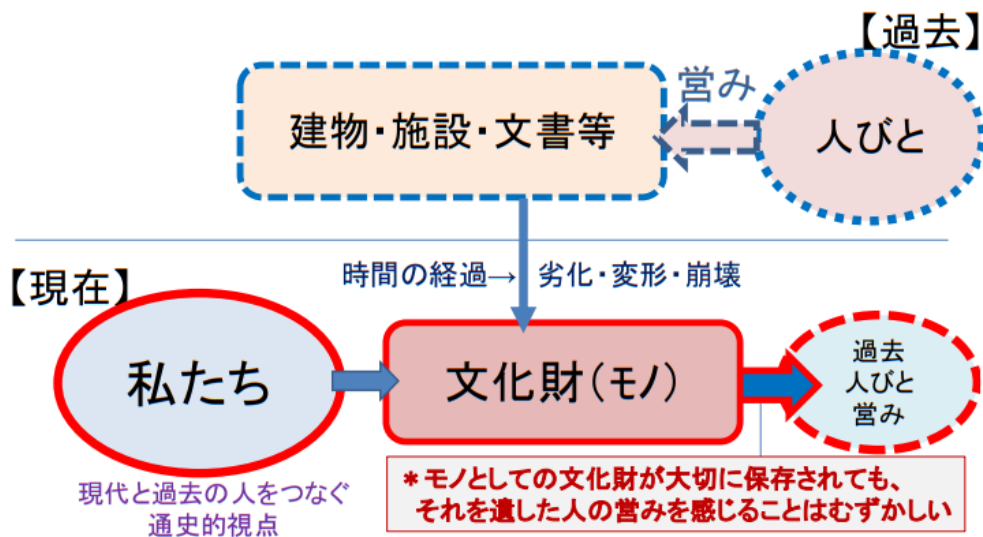 【過去】
営み
建物・施設・文書等
人びと
時間の経過→ 劣化・変形・崩壊
【現在】
私たち
文化財(モノ)
過去
人びと
営み
現代と過去の人をつなぐ
通史的視点
*モノとしての文化財が大切に保存されても、
それを遺した人の営みを感じることはむずかしい